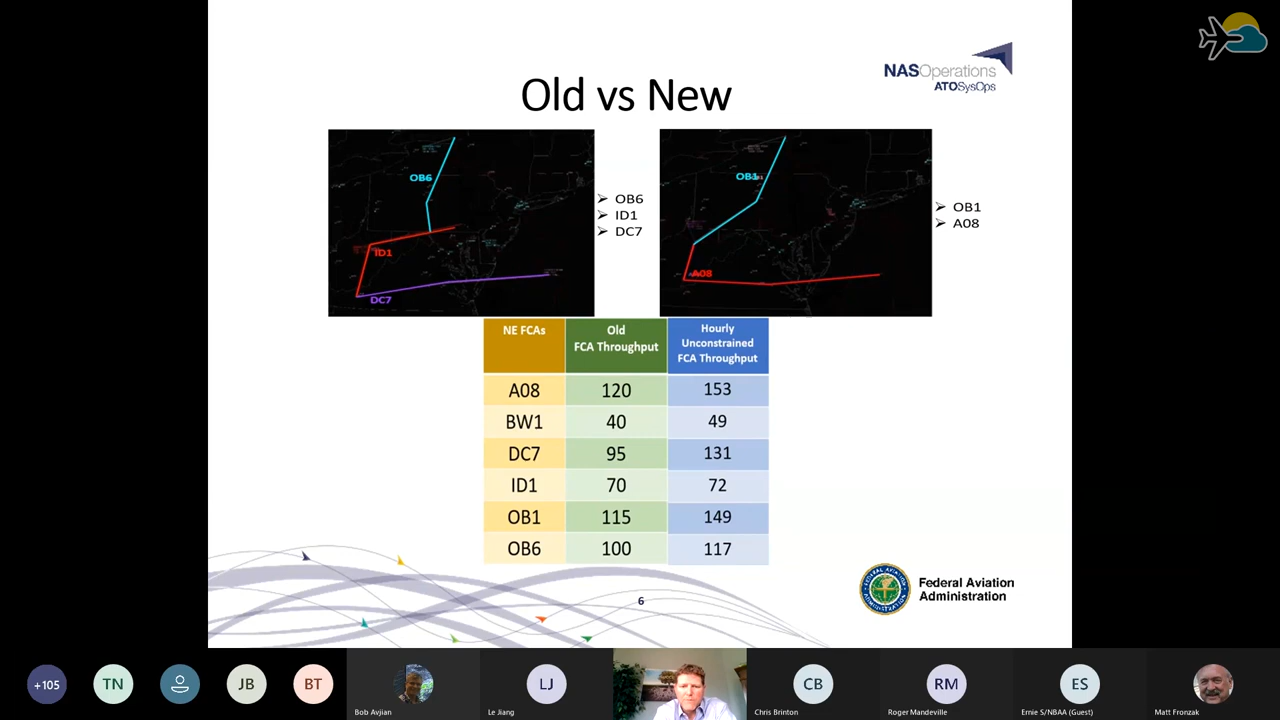 NASOperations
ATOSysOps
Old vs New
OB6
ID1
DC7
➢ OB6
➢ ID1
➢ DC7
OB1
A08
➢ OB1
➢ A08
NE FCAs
Old
FCA Throughput
Hourly
Unconstrained
FCA Throughput
A08 120 153
BW1 40 49
DC7 95 131
ID1 70 72
OB1 115 149
OB6 100 117
6
Federal Aviation
Administration
+105
TN
JB
BT
Bob Avjian
LJ
Le Jiang
CB
Chris Brinton
RM
Roger Mandeville
ES
Ernie S/NBAA (Guest)
Matt Fronzak